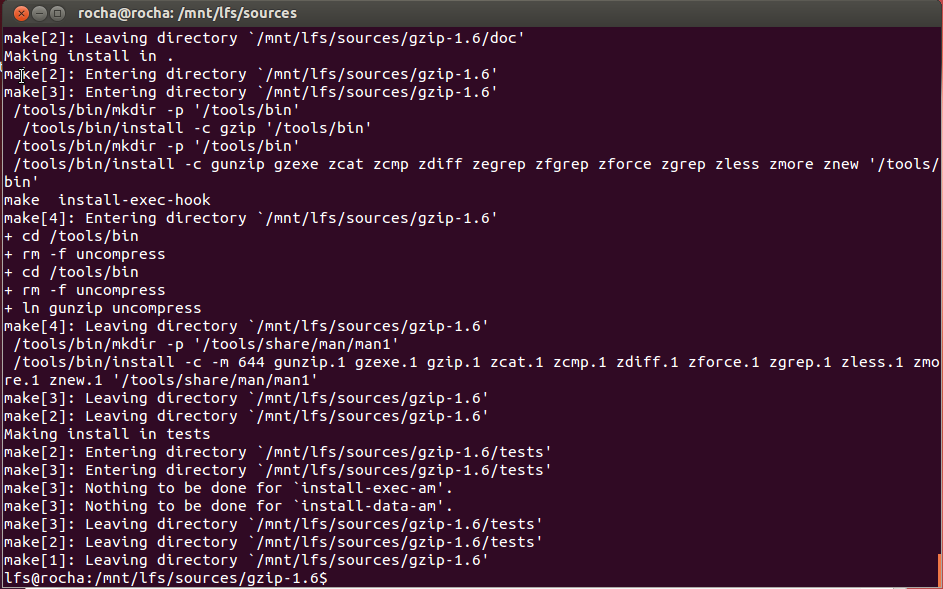 rocha@rocha: /mnt/lfs/sources
make[2]: Leaving directory `/mnt/lfs/sources/gzip-1.6/doc'
Making install in .
make[2]: Entering directory `/mnt/lfs/sources/gzip-1.6'
make[3]: Entering directory `/mnt/lfs/sources/gzip-1.6'
 /tools/bin/mkdir -p '/tools/bin'
  /tools/bin/install -c gzip '/tools/bin'
 /tools/bin/mkdir -p '/tools/bin'
 /tools/bin/install -c gunzip gzexe zcat zcmp zdiff zegrep zfgrep zforce zgrep zless zmore znew '/tools/
bin'
make  install-exec-hook
make[4]: Entering directory `/mnt/lfs/sources/gzip-1.6'
+ cd /tools/bin
+ rm -f uncompress
+ cd /tools/bin
+ rm -f uncompress
+ ln gunzip uncompress
make[4]: Leaving directory `/mnt/lfs/sources/gzip-1.6'
 /tools/bin/mkdir -p '/tools/share/man/man1'
 /tools/bin/install -c -m 644 gunzip.1 gzexe.1 gzip.1 zcat.1 zcmp.1 zdiff.1 zforce.1 zgrep.1 zless.1 zmo
re.1 znew.1 '/tools/share/man/man1'
make[3]: Leaving directory `/mnt/lfs/sources/gzip-1.6'
make[2]: Leaving directory `/mnt/lfs/sources/gzip-1.6'
Making install in tests
make[2]: Entering directory `/mnt/lfs/sources/gzip-1.6/tests'
make[3]: Entering directory `/mnt/lfs/sources/gzip-1.6/tests'
make[3]: Nothing to be done for `install-exec-am'.
make[3]: Nothing to be done for `install-data-am'.
make[3]: Leaving directory `/mnt/lfs/sources/gzip-1.6/tests'
make[2]: Leaving directory `/mnt/lfs/sources/gzip-1.6/tests'
make[1]: Leaving directory `/mnt/lfs/sources/gzip-1.6'
lfs@rocha:/mnt/lfs/sources/gzip-1.6$